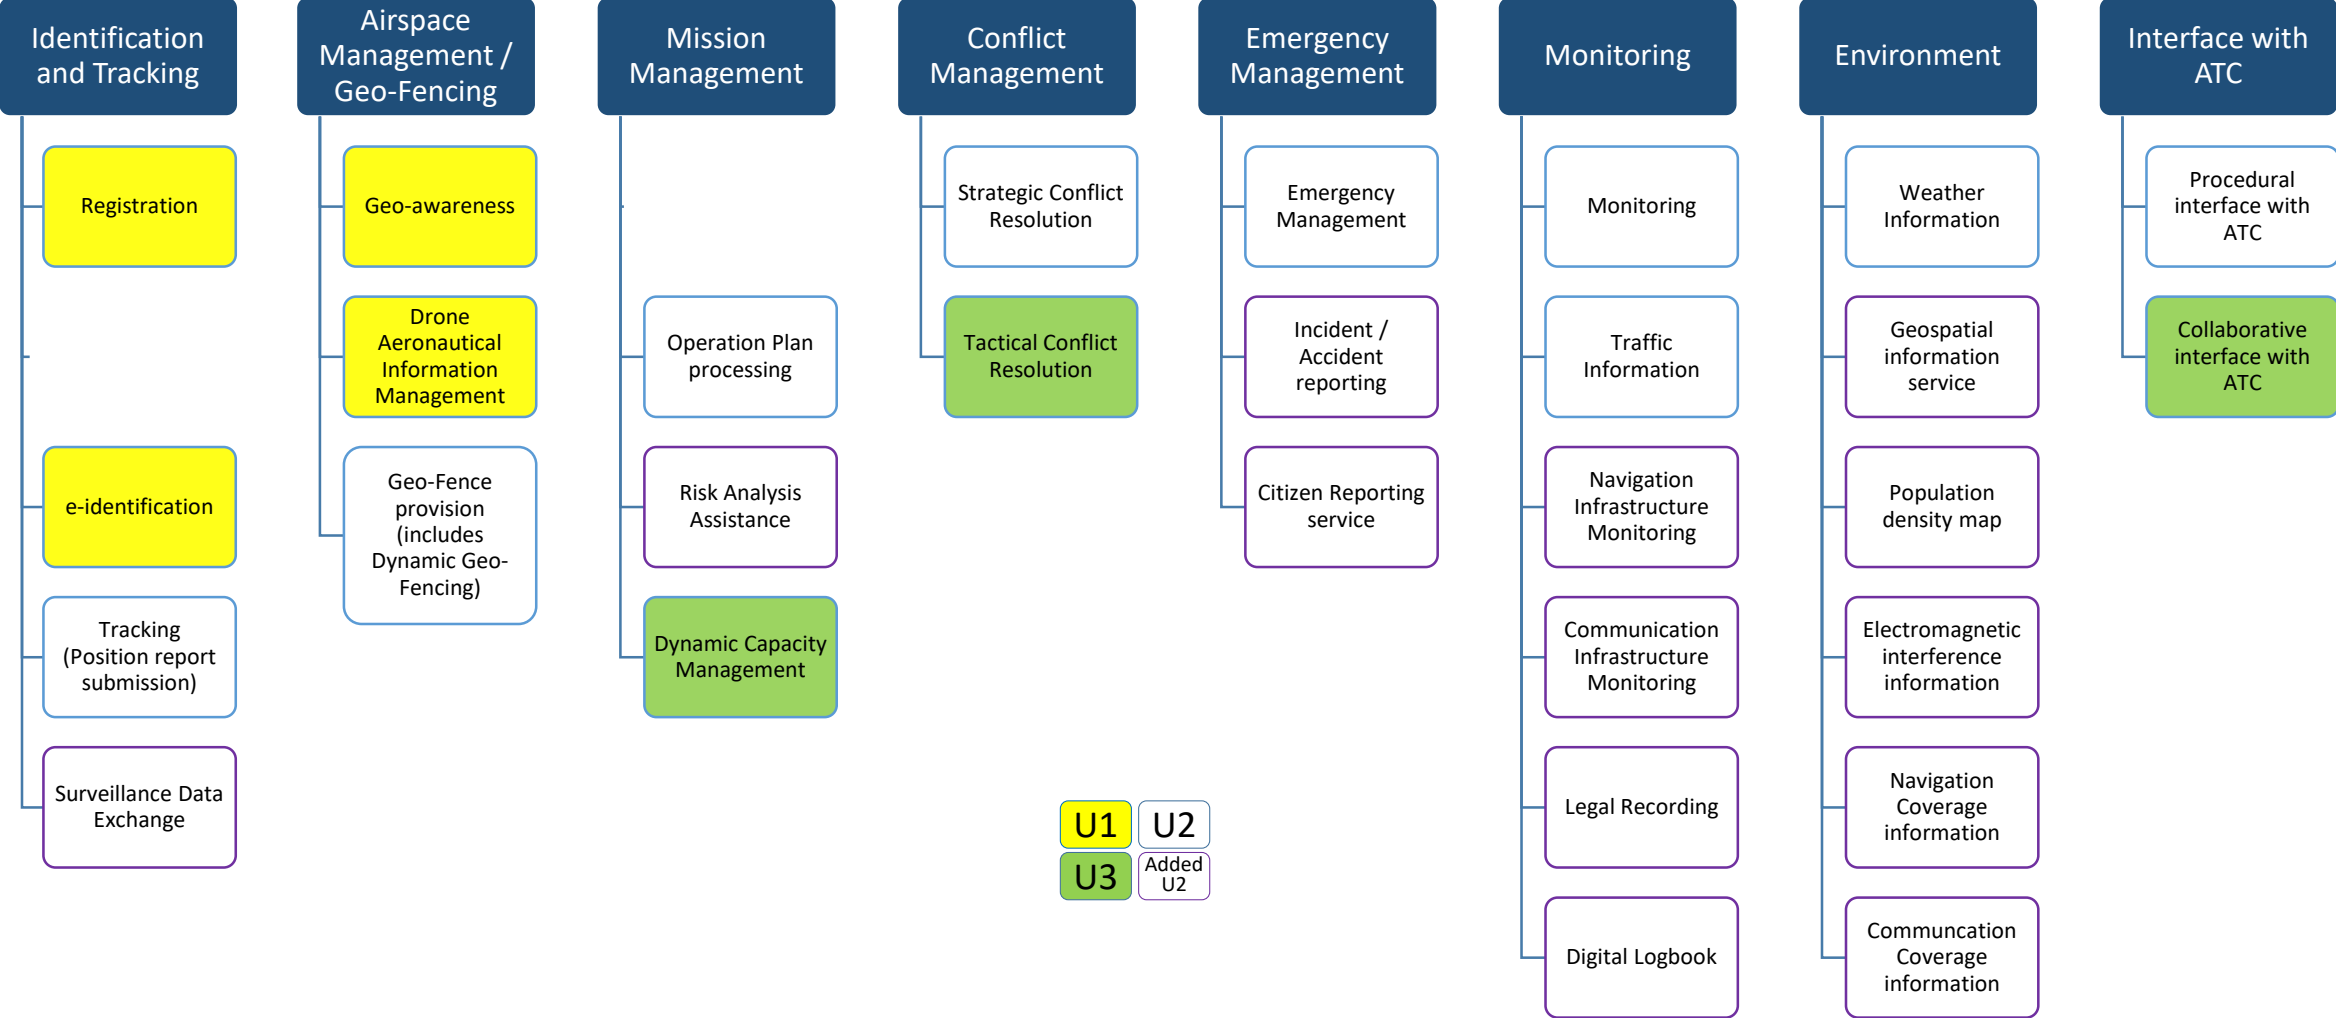 Identification
and Tracking
Registration
e-identification
Tracking
(Position report
submission)
Surveillance Data
Exchange
Airspace
Management /
Geo-Fencing
Geo-awareness
Drone
Aeronautical
Information
Management
Geo-Fence
provision
(includes
Dynamic Geo-
Fencing)
Mission
Management
Operation Plan
processing
Risk Analysis
Assistance
Dynamic Capacity
Management
Conflict
Management
Strategic Conflict
Resolution
Tactical Conflict
Resolution
Emergency
Management
Emergency
Management
Incident /
Accident
reporting
Citizen Reporting
service
Monitoring
Monitoring
Traffic
Information
Navigation
Infrastructure
Monitoring
Communication
Infrastructure
Monitoring
Legal Recording
Digital Logbook
Environment
Weather
Information
Geospatial
information
service
Population
density map
Electromagnetic
interference
information
Navigation
Coverage
information
Communcation
Coverage
information
Interface with
ATC
Procedural
interface with
ATC
Collaborative
interface with
ATC
U1
U2
U3
Added
U2